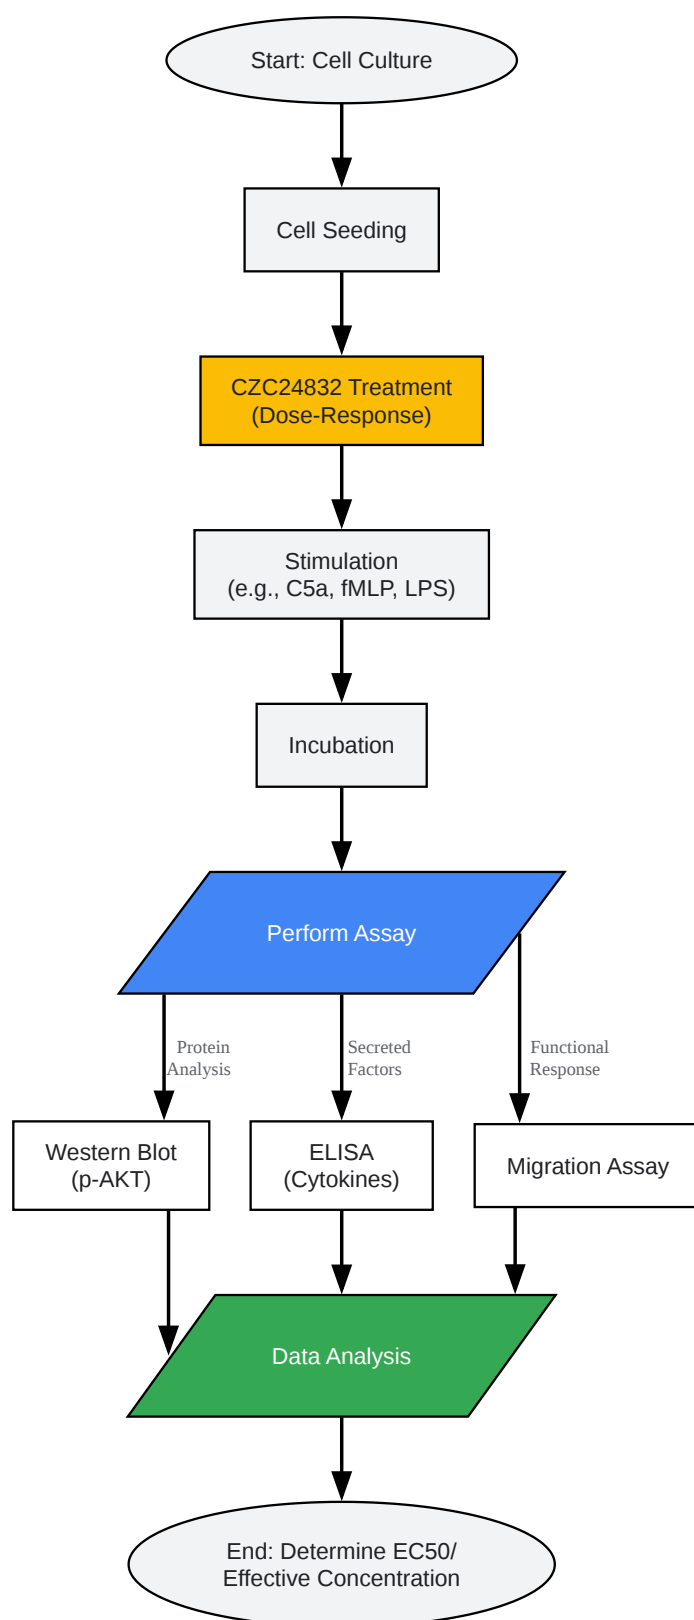 Start: Cell Culture
Cell Seeding
CZC24832 Treatment
(Dose-Response)
Stimulation
(e.g., C5a, fMLP, LPS)
Incubation
Perform Assay
Protein
Analysis
Secreted
Factors
Functional
Response
Western Blot
(p-AKT)
ELISA
(Cytokines)
Migration Assay
Data Analysis
End: Determine EC50/
Effective Concentration